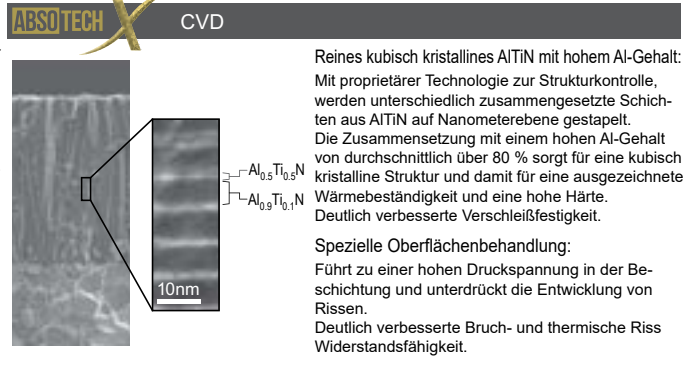 ABSOTECH X CVD
Reines kubisch kristallines AlTiN mit hohem Al-Gehalt:
Mit proprietärer Technologie zur Strukturkontrolle,
werden unterschiedlich zusammengesetzte Schich-
ten aus AlTiN auf Nanometerebene gestapelt.
Die Zusammensetzung mit einem hohen Al-Gehalt
von durchschnittlich über 80 % sorgt für eine kubisch
kristalline Struktur und damit für eine ausgezeichnete
Wärmebeständigkeit und eine hohe Härte.
Deutlich verbesserte Verschleißfestigkeit.
Spezielle Oberflächenbehandlung:
Führt zu einer hohen Druckspannung in der Be-
schichtung und unterdrückt die Entwicklung von
Rissen.
Deutlich verbesserte Bruch- und thermische Riss
Widerstandsfähigkeit.
Al0.5Ti0.5N
Al0.9Ti0.1N
10nm